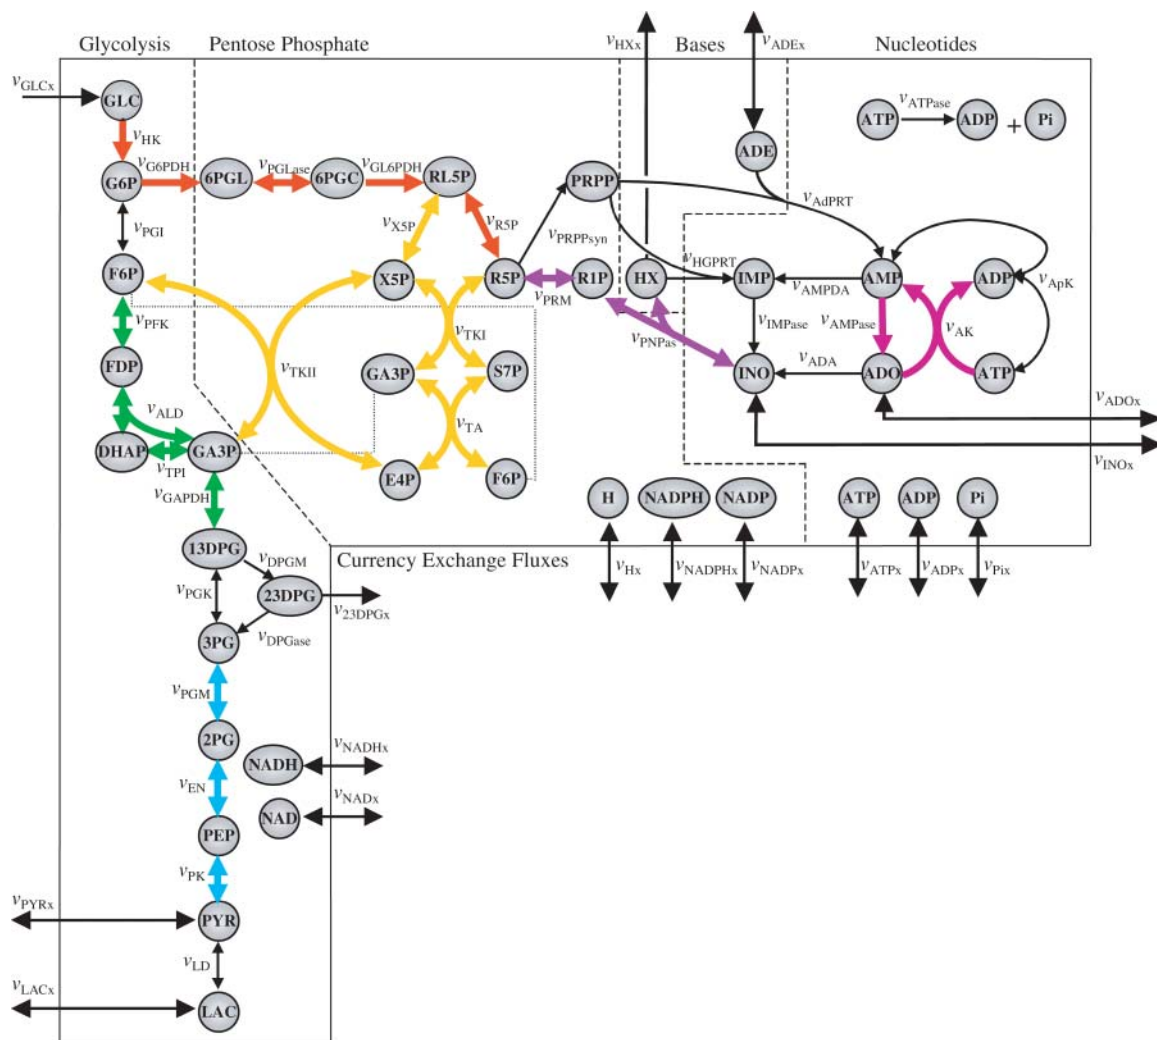 Glycolysis
Pentose Phosphate
Bases
Nucleotides
vHXx
vADEx
vGLCx
GLC
vATPase
ATP
ADP
+
Pi
vHK
ADE
vG6PDH
vPGLase
vGL6PDH
G6P
6PGL
6PGC
RL5P
PRPP
vAdPRT
vPGI
vX5P
vR5P
vPRPPsyn
vHGPRT
F6P
X5P
R5P
R1P
HX
IMP
AMP
ADP
vApK
vPRM
vAMPDA
vPFK
vTKI
vPNPas
vIMPase
vAMPase
vAK
FDP
vTKII
GA3P
S7P
INO
vADA
ADO
ATP
vALD
vTA
vADOx
DHAP
GA3P
vTPI
vINOx
E4P
F6P
vGAPDH
H
NADPH
NADP
ATP
ADP
Pi
13DPG
vDPGM
Currency Exchange Fluxes
vHx
vNADPHx
vNADPx
vATPx
vADPx
vPix
vPGK
23DPG
v23DPGx
3PG
vDPGase
vPGM
2PG
NADH
vNADHx
vEN
NAD
vNADx
PEP
vPK
vPYRx
PYR
vLD
vLACx
LAC